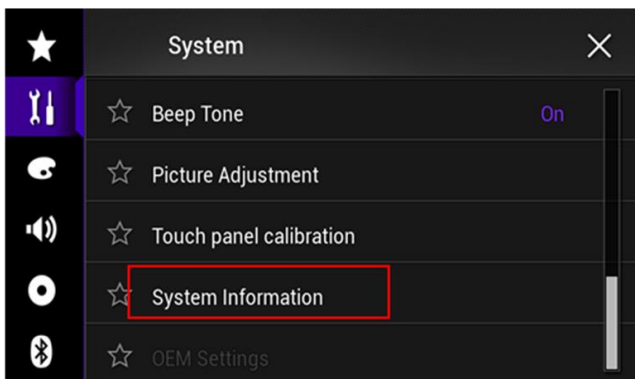 System
Beep Tone On
Picture Adjustment
Touch panel calibration
System Information
OEM Settings